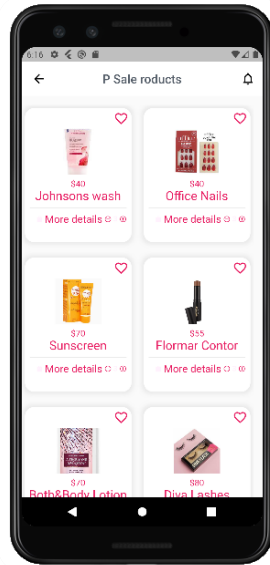 6:16
P Sale roducts
$40
Johnsons wash
More details
$40
Office Nails
More details
$70
Sunscreen
More details
$55
Flormar Contor
More details
$70
Both&Body Lotion
$80
Diva Lashes